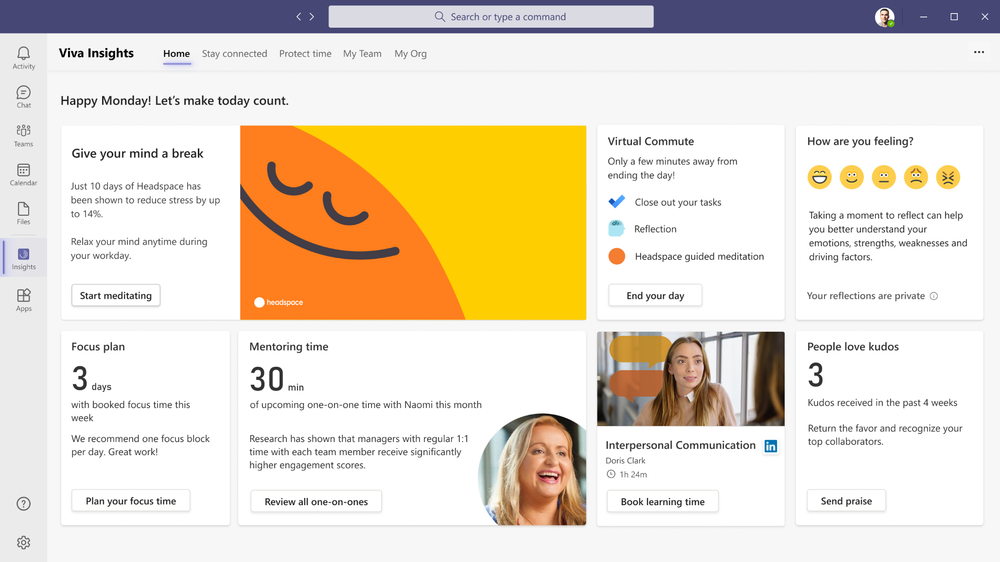 Search or type a command
Activity
Chat
Teams
Calendar
Files
Insights
Apps
Viva Insights
Home
Stay connected
Protect time
My Team
My Org
Happy Monday! Let’s make today count.
Give your mind a break
Just 10 days of Headspace has
been shown to reduce stress by up
to 14%.
Relax your mind anytime during
your workday.
Start meditating
headspace
Virtual Commute
Only a few minutes away from
ending the day!
Close out your tasks
Reflection
Headspace guided meditation
End your day
How are you feeling?
Taking a moment to reflect can help
you better understand your
emotions, strengths, weaknesses and
driving factors.
Your reflections are private
Focus plan
3 days
with booked focus time this
week
We recommend one focus block
per day. Great work!
Plan your focus time
Mentoring time
30 min
of upcoming one-on-one time with Naomi this month
Research has shown that managers with regular 1:1
time with each team member receive significantly
higher engagement scores.
Review all one-on-ones
Interpersonal Communication
in
Doris Clark
1h 24m
Book learning time
People love kudos
3
Kudos received in the past 4 weeks
Return the favor and recognize your
top collaborators.
Send praise